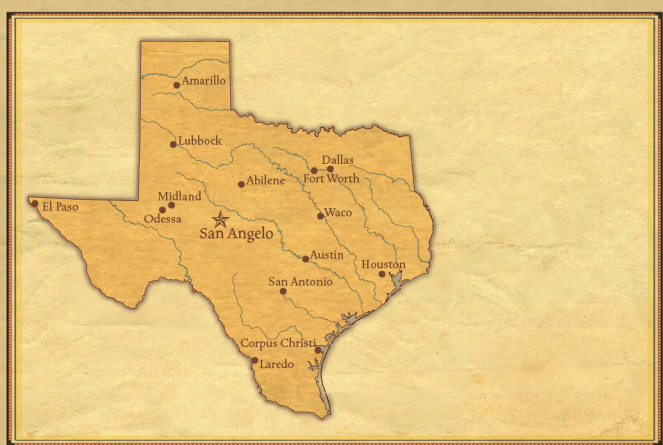 Amarillo
Lubbock
Dallas
Fort Worth
Abilene
Midland
El Paso
Odessa
Waco
San Angelo
Austin
Houston
San Antonio
Corpus Christi
Laredo